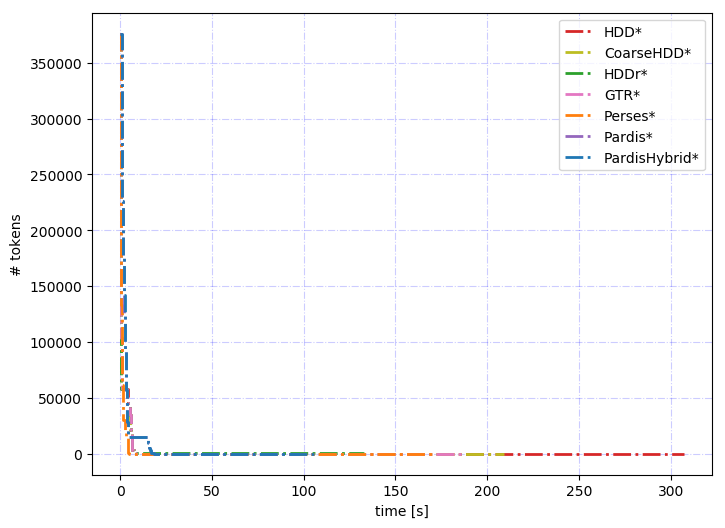 HDD*
CoarseHDD*
HDDr*
GTR*
Perses*
Pardis*
PardisHybrid*
# tokens
350000
300000
250000
200000
150000
100000
50000
0
0 50 100 150 200 250 300
time [s]